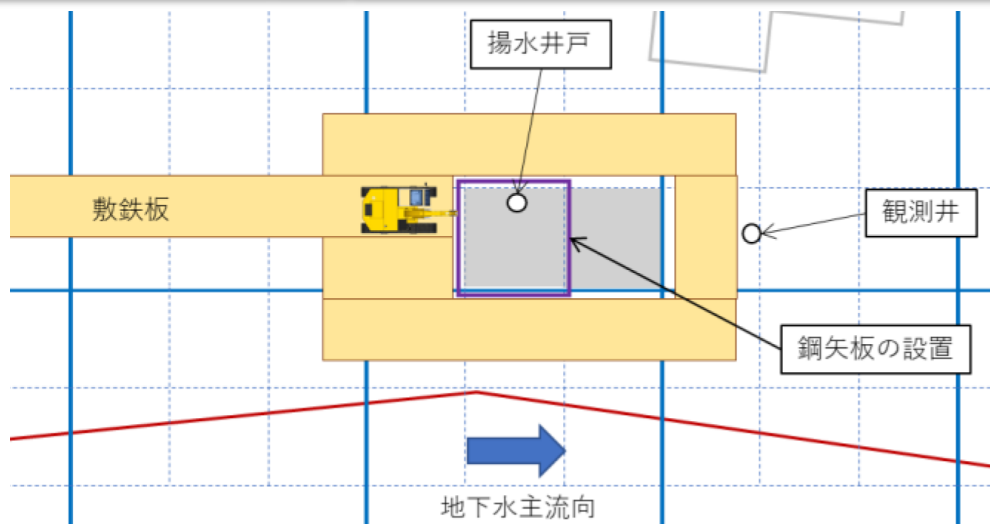 揚水井戸
敷鉄板
観測井
鋼矢板の設置
地下水主流向